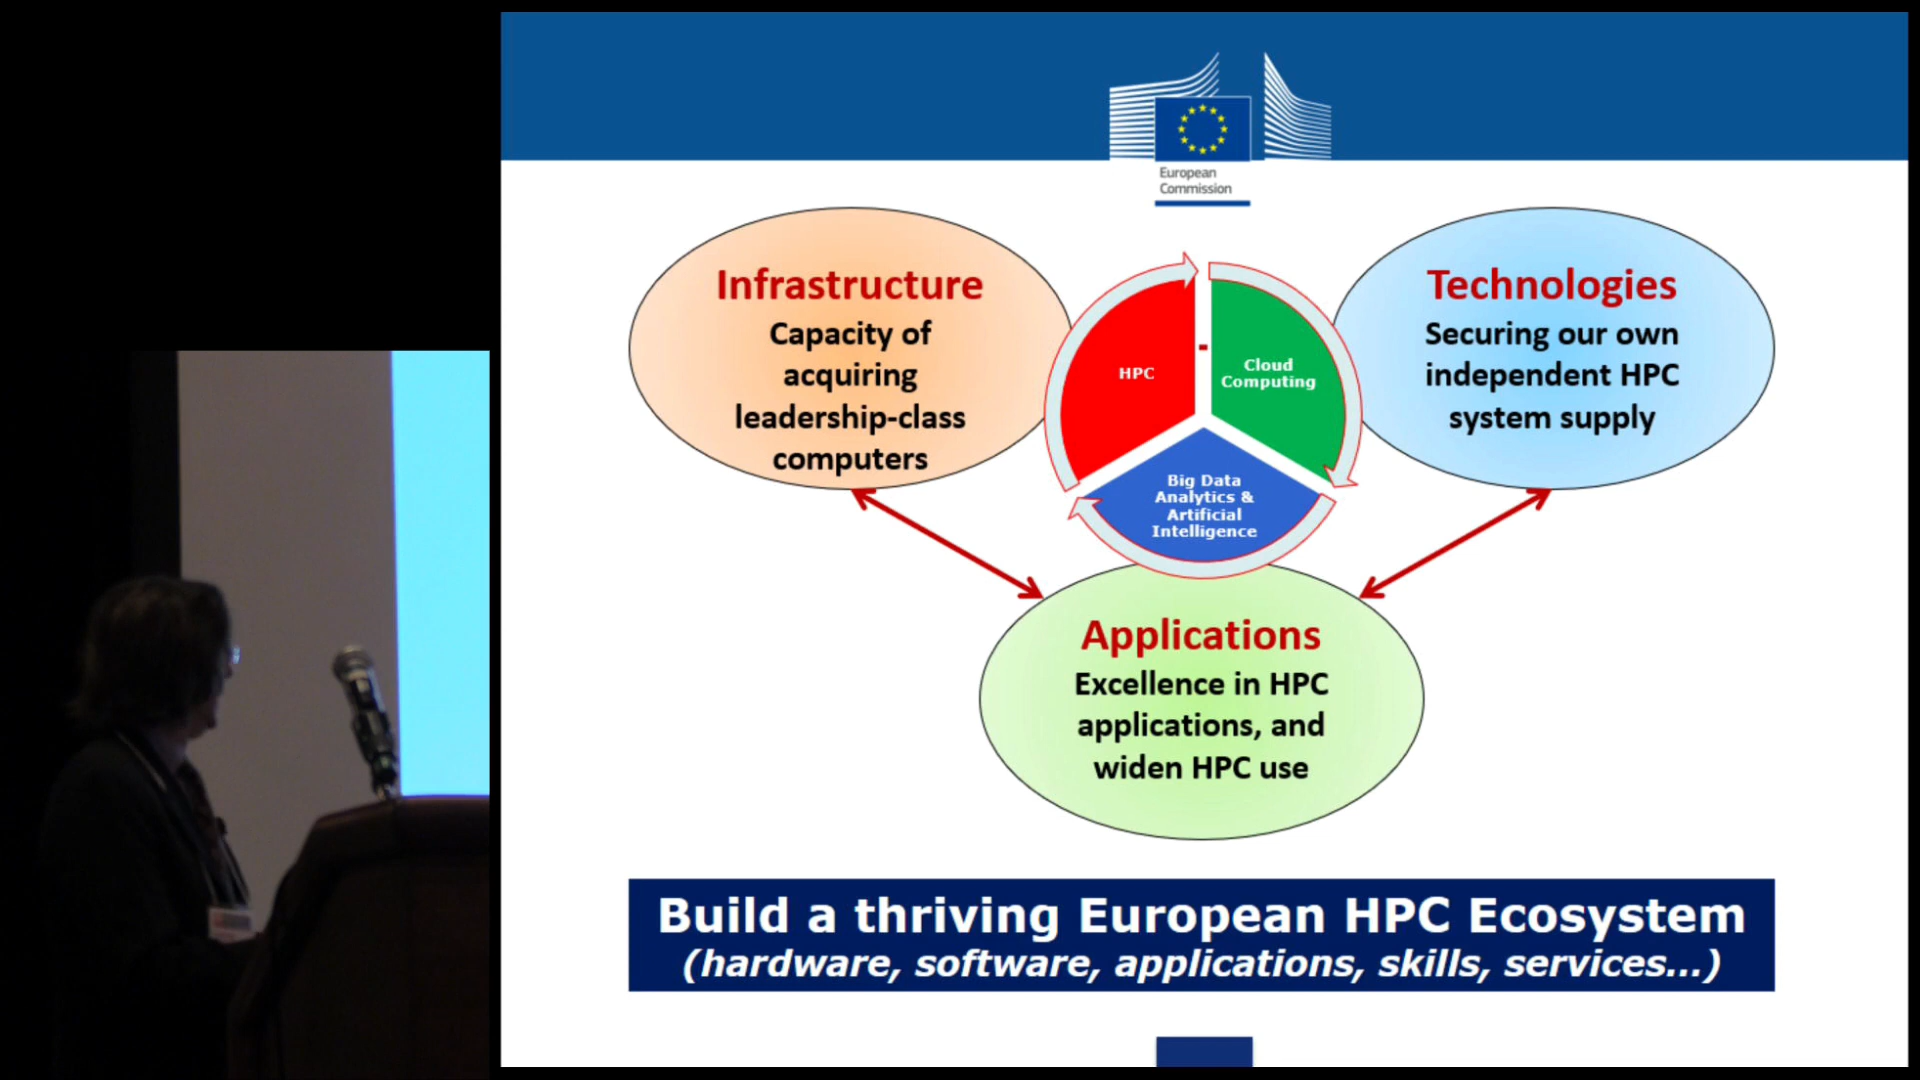 European
Commission
Infrastructure
Capacity of
acquiring
leadership-class
computers
HPC
-
Cloud
Computing
Big Data
Analytics &
Artificial
Intelligence
Technologies
Securing our own
independent HPC
system supply
Applications
Excellence in HPC
applications, and
widen HPC use
Build a thriving European HPC Ecosystem
(hardware, software, applications, skills, services...)